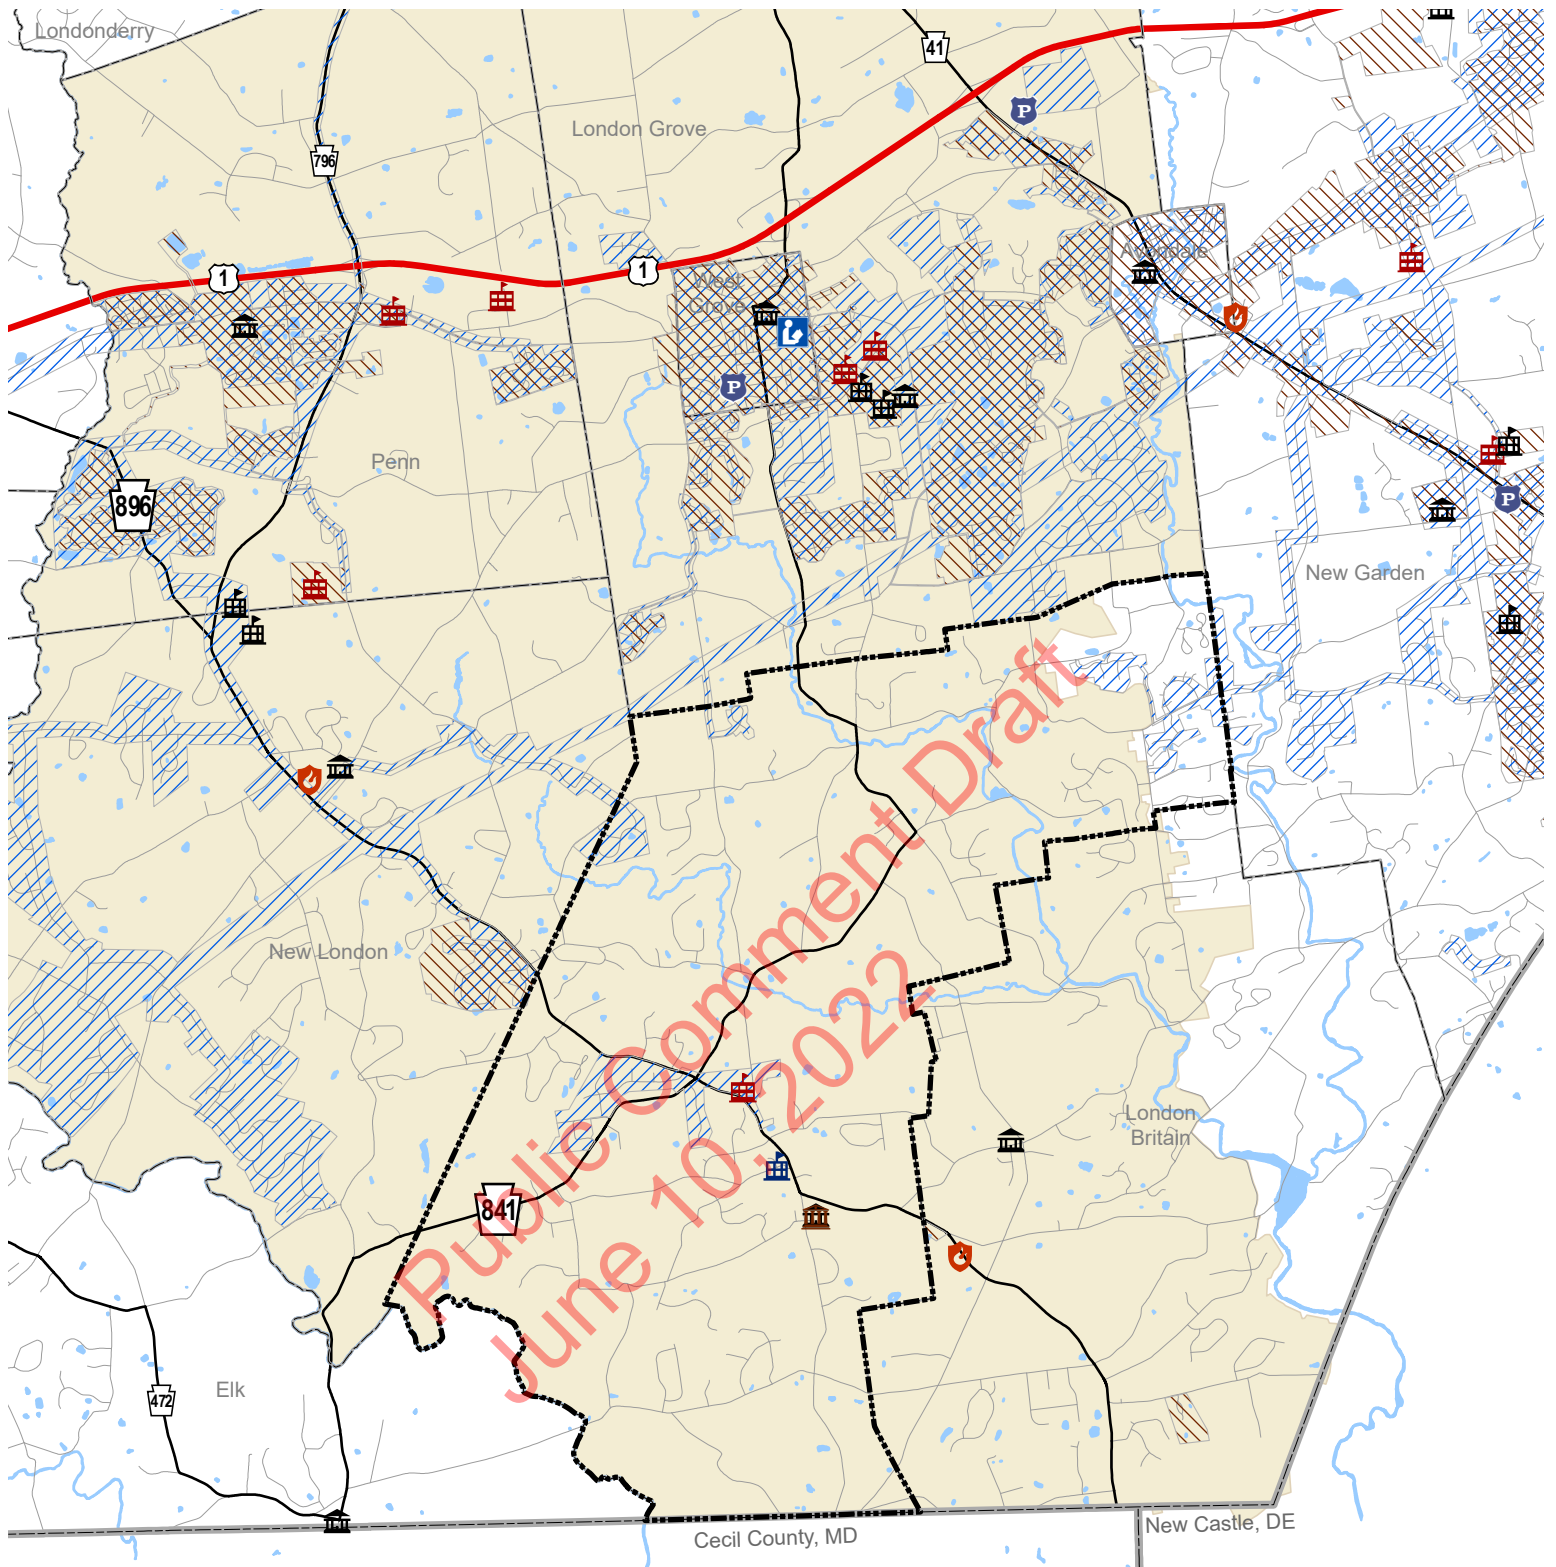 Londonderry
41
London Grove
P
796
Avondale
1
1
West
Grove
P
Penn
896
P
New Garden
Public Comment Draft
June 10, 2022
New London
London
Britain
841
Elk
472
Cecil County, MD
New Castle, DE